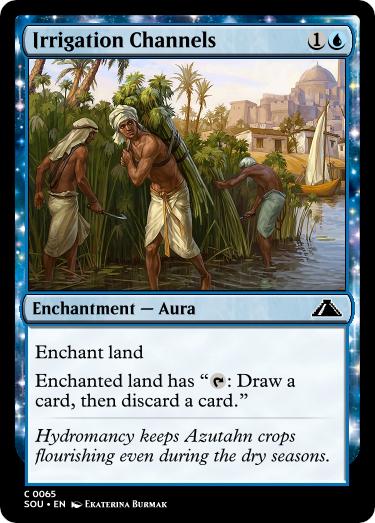 Irrigation Channels 1
Enchantment — Aura
Enchant land
Enchanted land has “: Draw a
card, then discard a card.”
Hydromancy keeps Azutahn crops
flourishing even during the dry seasons.
C 0065
SOU • EN Ekaterina Burmak